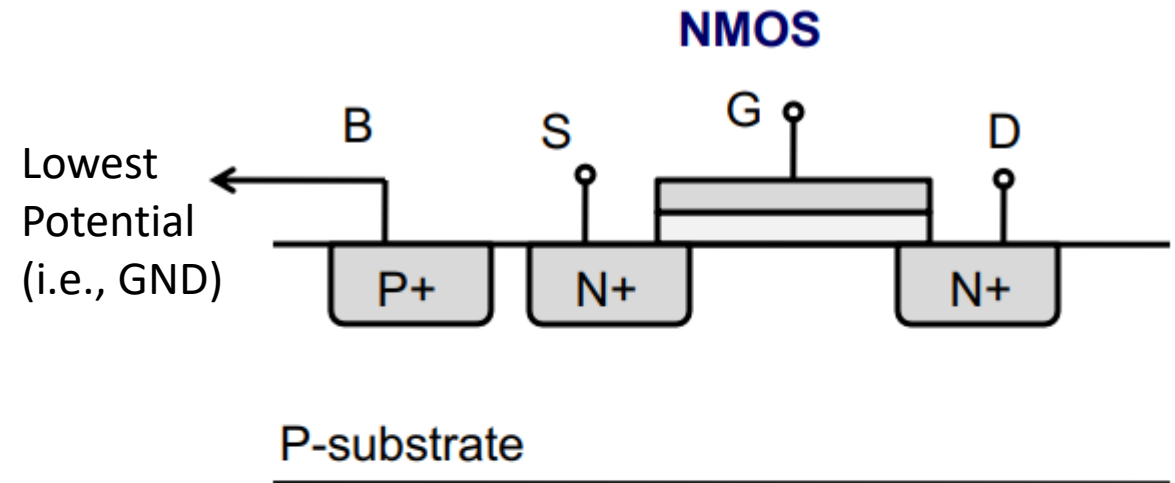 NMOS
B
S
G
D
Lowest
Potential
(i.e., GND)
P+
N+
N+
P-substrate